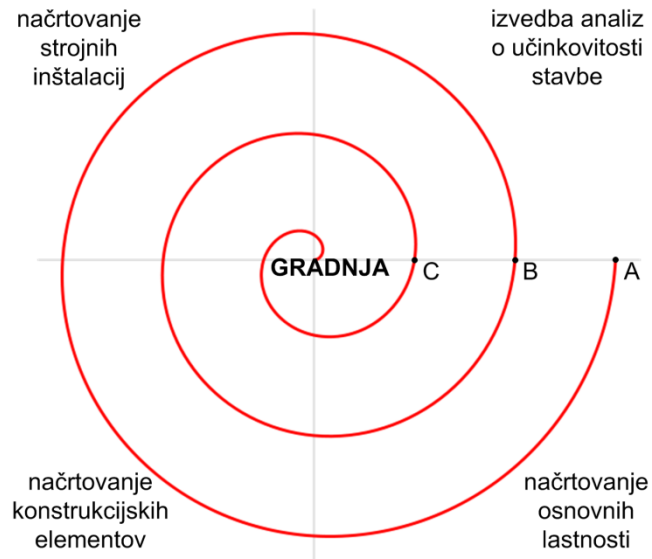 načrtovanje
strojnih
inštalacij
izvedba analiz
o učinkovitosti
stavbe
GRADNJA
C
B
A
načrtovanje
konstrukcijskih
elementov
načrtovanje
osnovnih
lastnosti